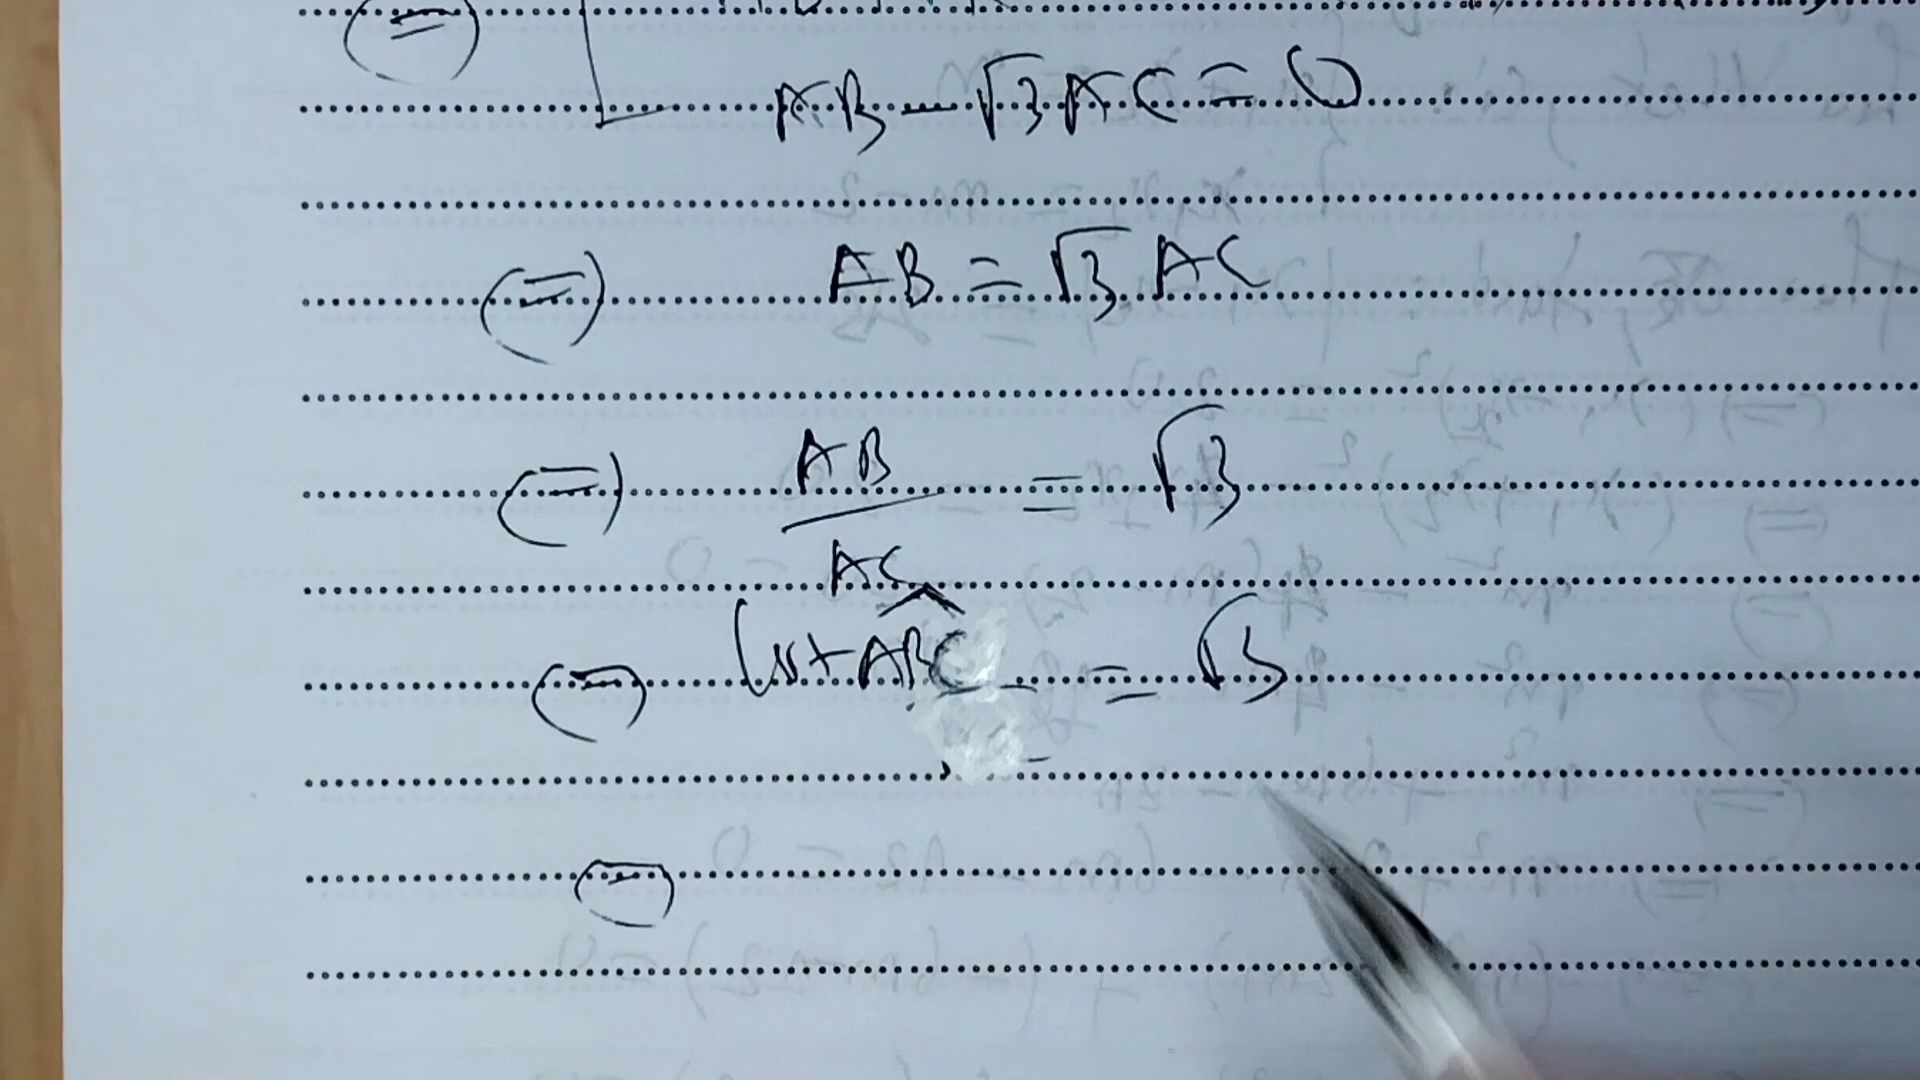 AB - √3 AC = 0
(=) AB = √3 AC
(=) AB / AC = √3
(=) Cot ABC = √3
(=)